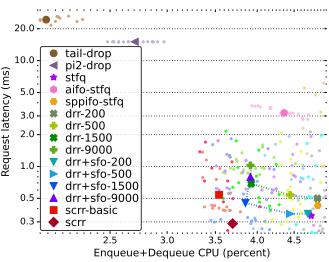 20.0
10.0
5.0
3.0
2.0
1.0
0.5
0.3
Request latency (ms)
tail-drop
pi2-drop
stfq
aifo-stfq
sppifo-stfq
drr-200
drr-500
drr-1500
drr-9000
drr+sfo-200
drr+sfo-500
drr+sfo-1500
drr+sfo-9000
scrr-basic
scrr
2.5
3.0
3.5
4.0
4.5
Enqueue+Dequeue CPU (percent)